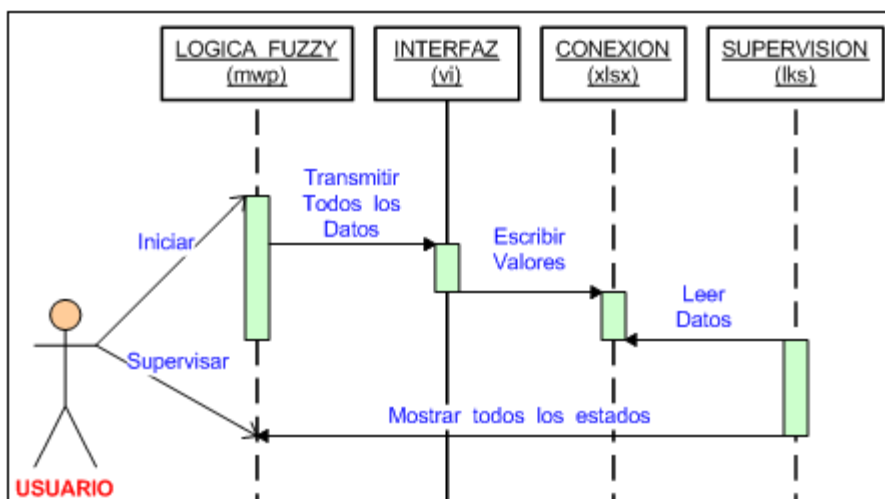 LOGICA FUZZY
(mwp)
INTERFAZ
(vi)
CONEXION
(xlsx)
SUPERVISION
(lks)
Transmitir
Todos los
Datos
Iniciar
Escribir
Valores
Leer
Datos
Supervisar
Mostrar todos los estados
USUARIO